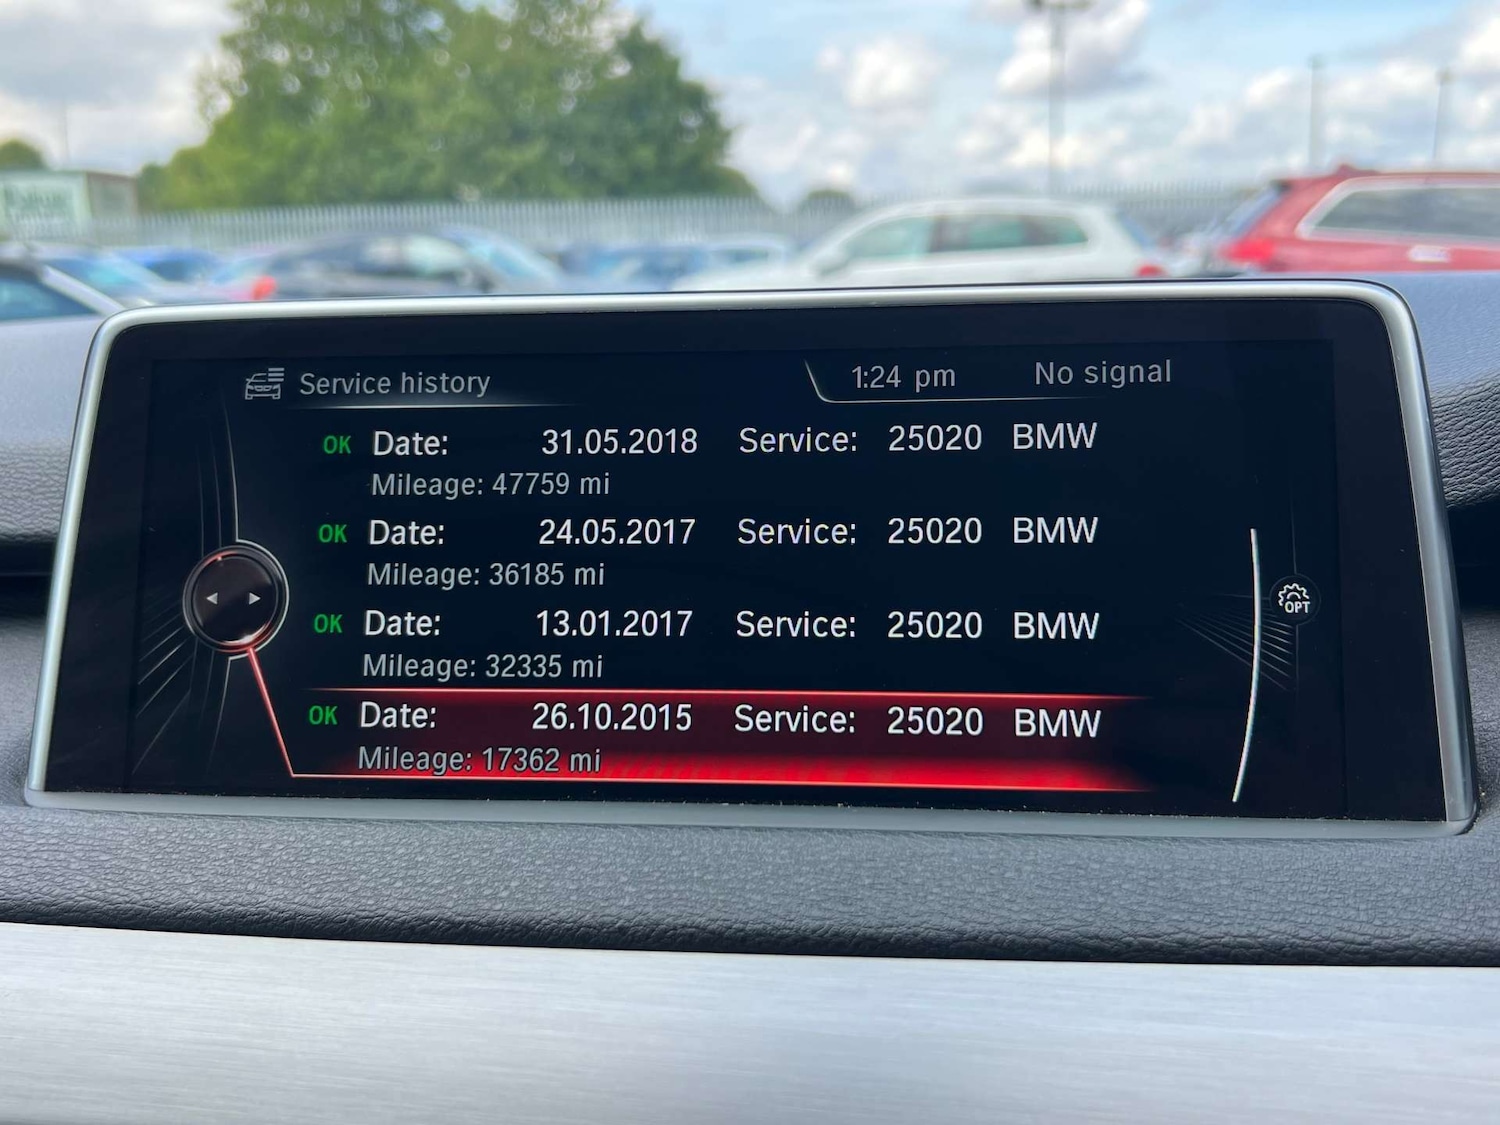 Service history 1:24 pm No signal
OK Date: 31.05.2018 Service: 25020 BMW
Mileage: 47759 mi
OK Date: 24.05.2017 Service: 25020 BMW
Mileage: 36185 mi
OK Date: 13.01.2017 Service: 25020 BMW
Mileage: 32335 mi
OK Date: 26.10.2015 Service: 25020 BMW
Mileage: 17362 mi
OPT